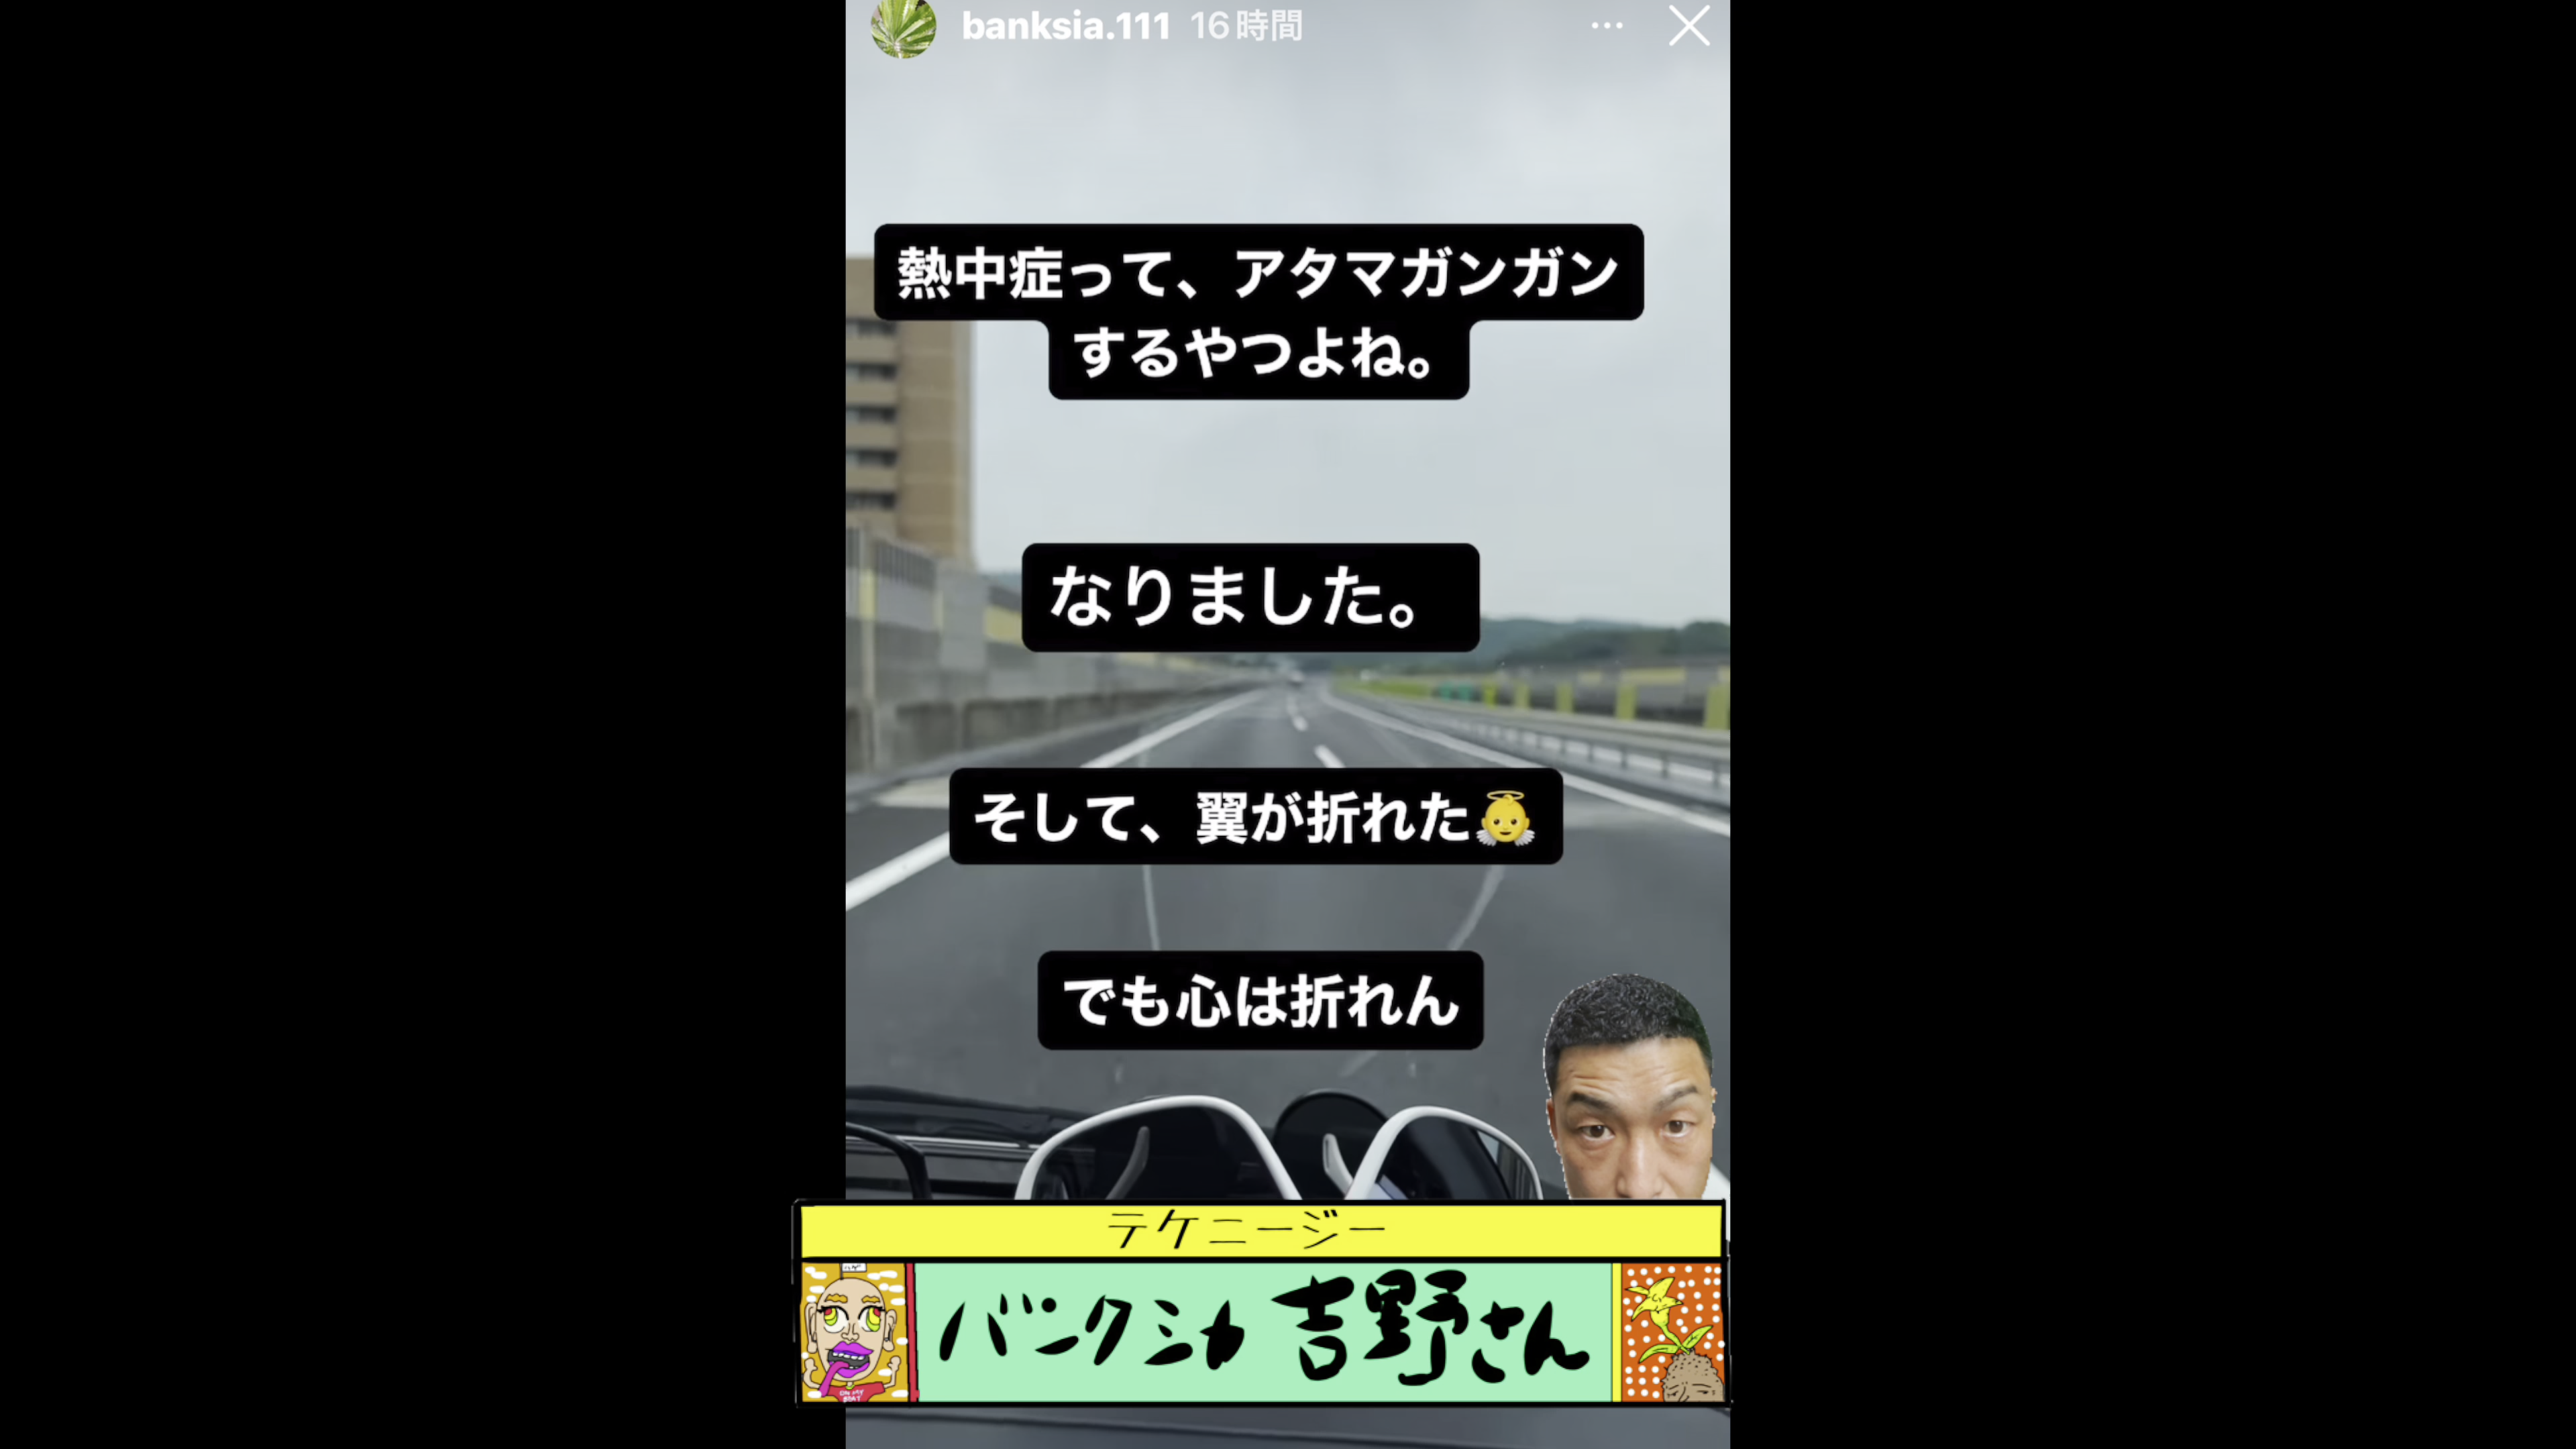 banksia.111 16時間
熱中症って、アタマガンガン
するやつよね。
なりました。
そして、翼が折れた👼
でも心は折れん
テケニージー
バンクシカ 吉野さん